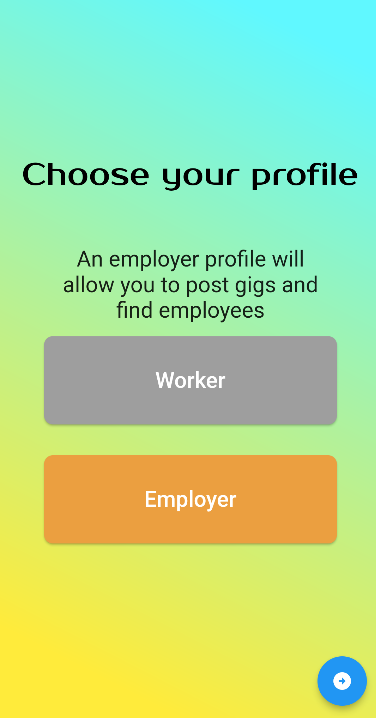 Choose your profile
An employer profile will
allow you to post gigs and
find employees
Worker
Employer